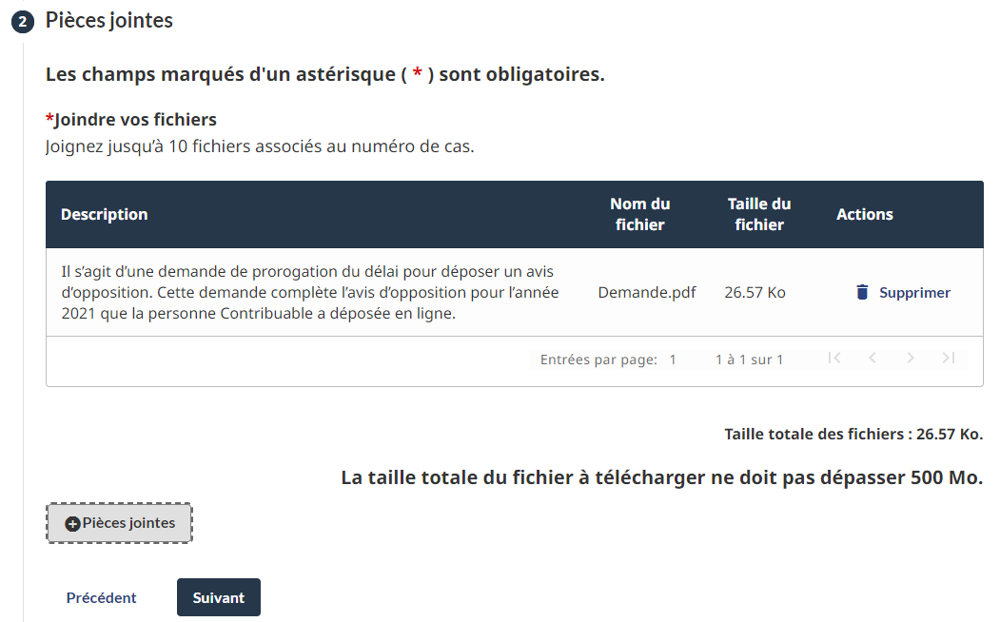 2 Pièces jointes
Les champs marqués d'un astérisque ( * ) sont obligatoires.
*Joindre vos fichiers
Joignez jusqu’à 10 fichiers associés au numéro de cas.
Description
Nom du
fichier
Taille du
fichier
Actions
Il s’agit d’une demande de prorogation du délai pour déposer un avis
d’opposition. Cette demande complète l’avis d’opposition pour l’année
2021 que la personne Contribuable a déposée en ligne.
Demande.pdf
26.57 Ko
Supprimer
Entrées par page: 1
1 à 1 sur 1
Taille totale des fichiers : 26.57 Ko.
La taille totale du fichier à télécharger ne doit pas dépasser 500 Mo.
Pièces jointes
Précédent
Suivant